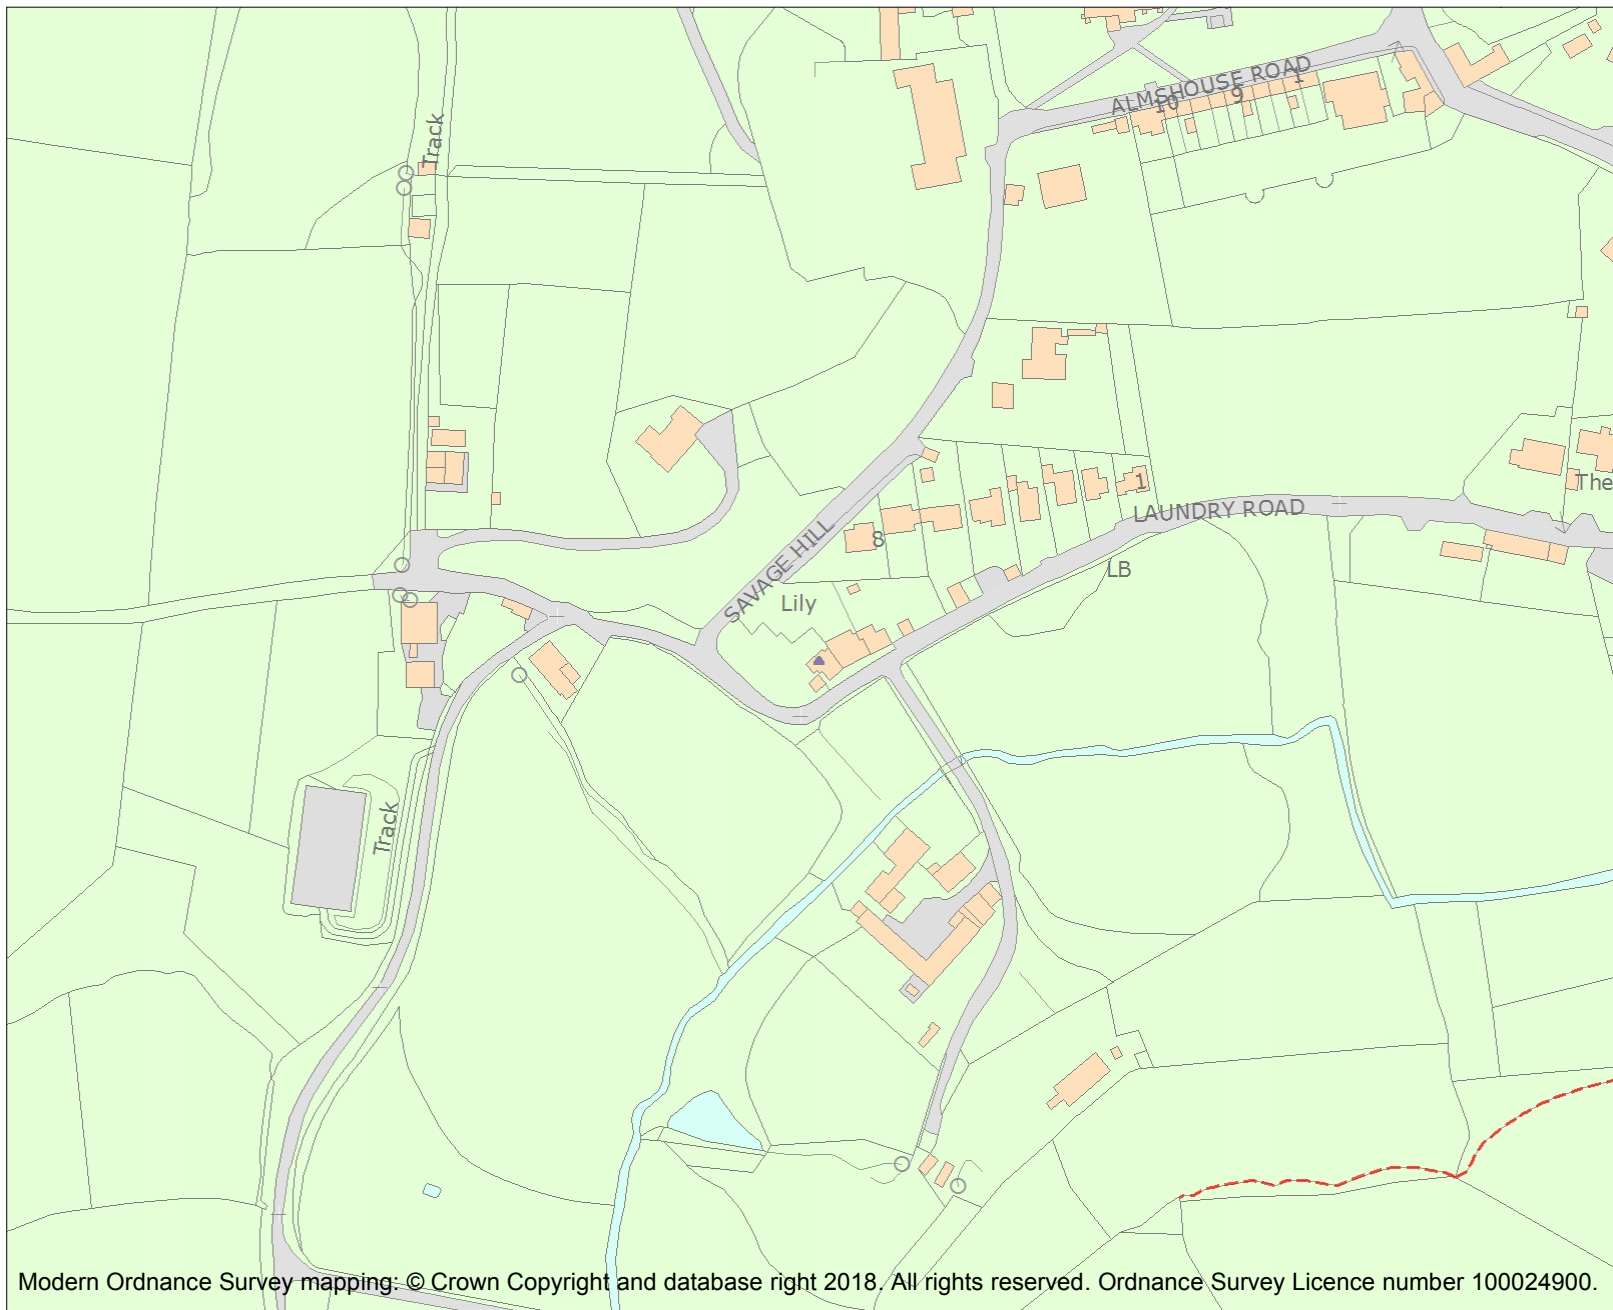 ALMSHOUSE ROAD
10
9
1
Track
The
1
LAUNDRY ROAD
8
SAVAGE HILL
LB
Lily
Track
Modern Ordnance Survey mapping: © Crown Copyright and database right 2018. All rights reserved. Ordnance Survey Licence number 100024900.